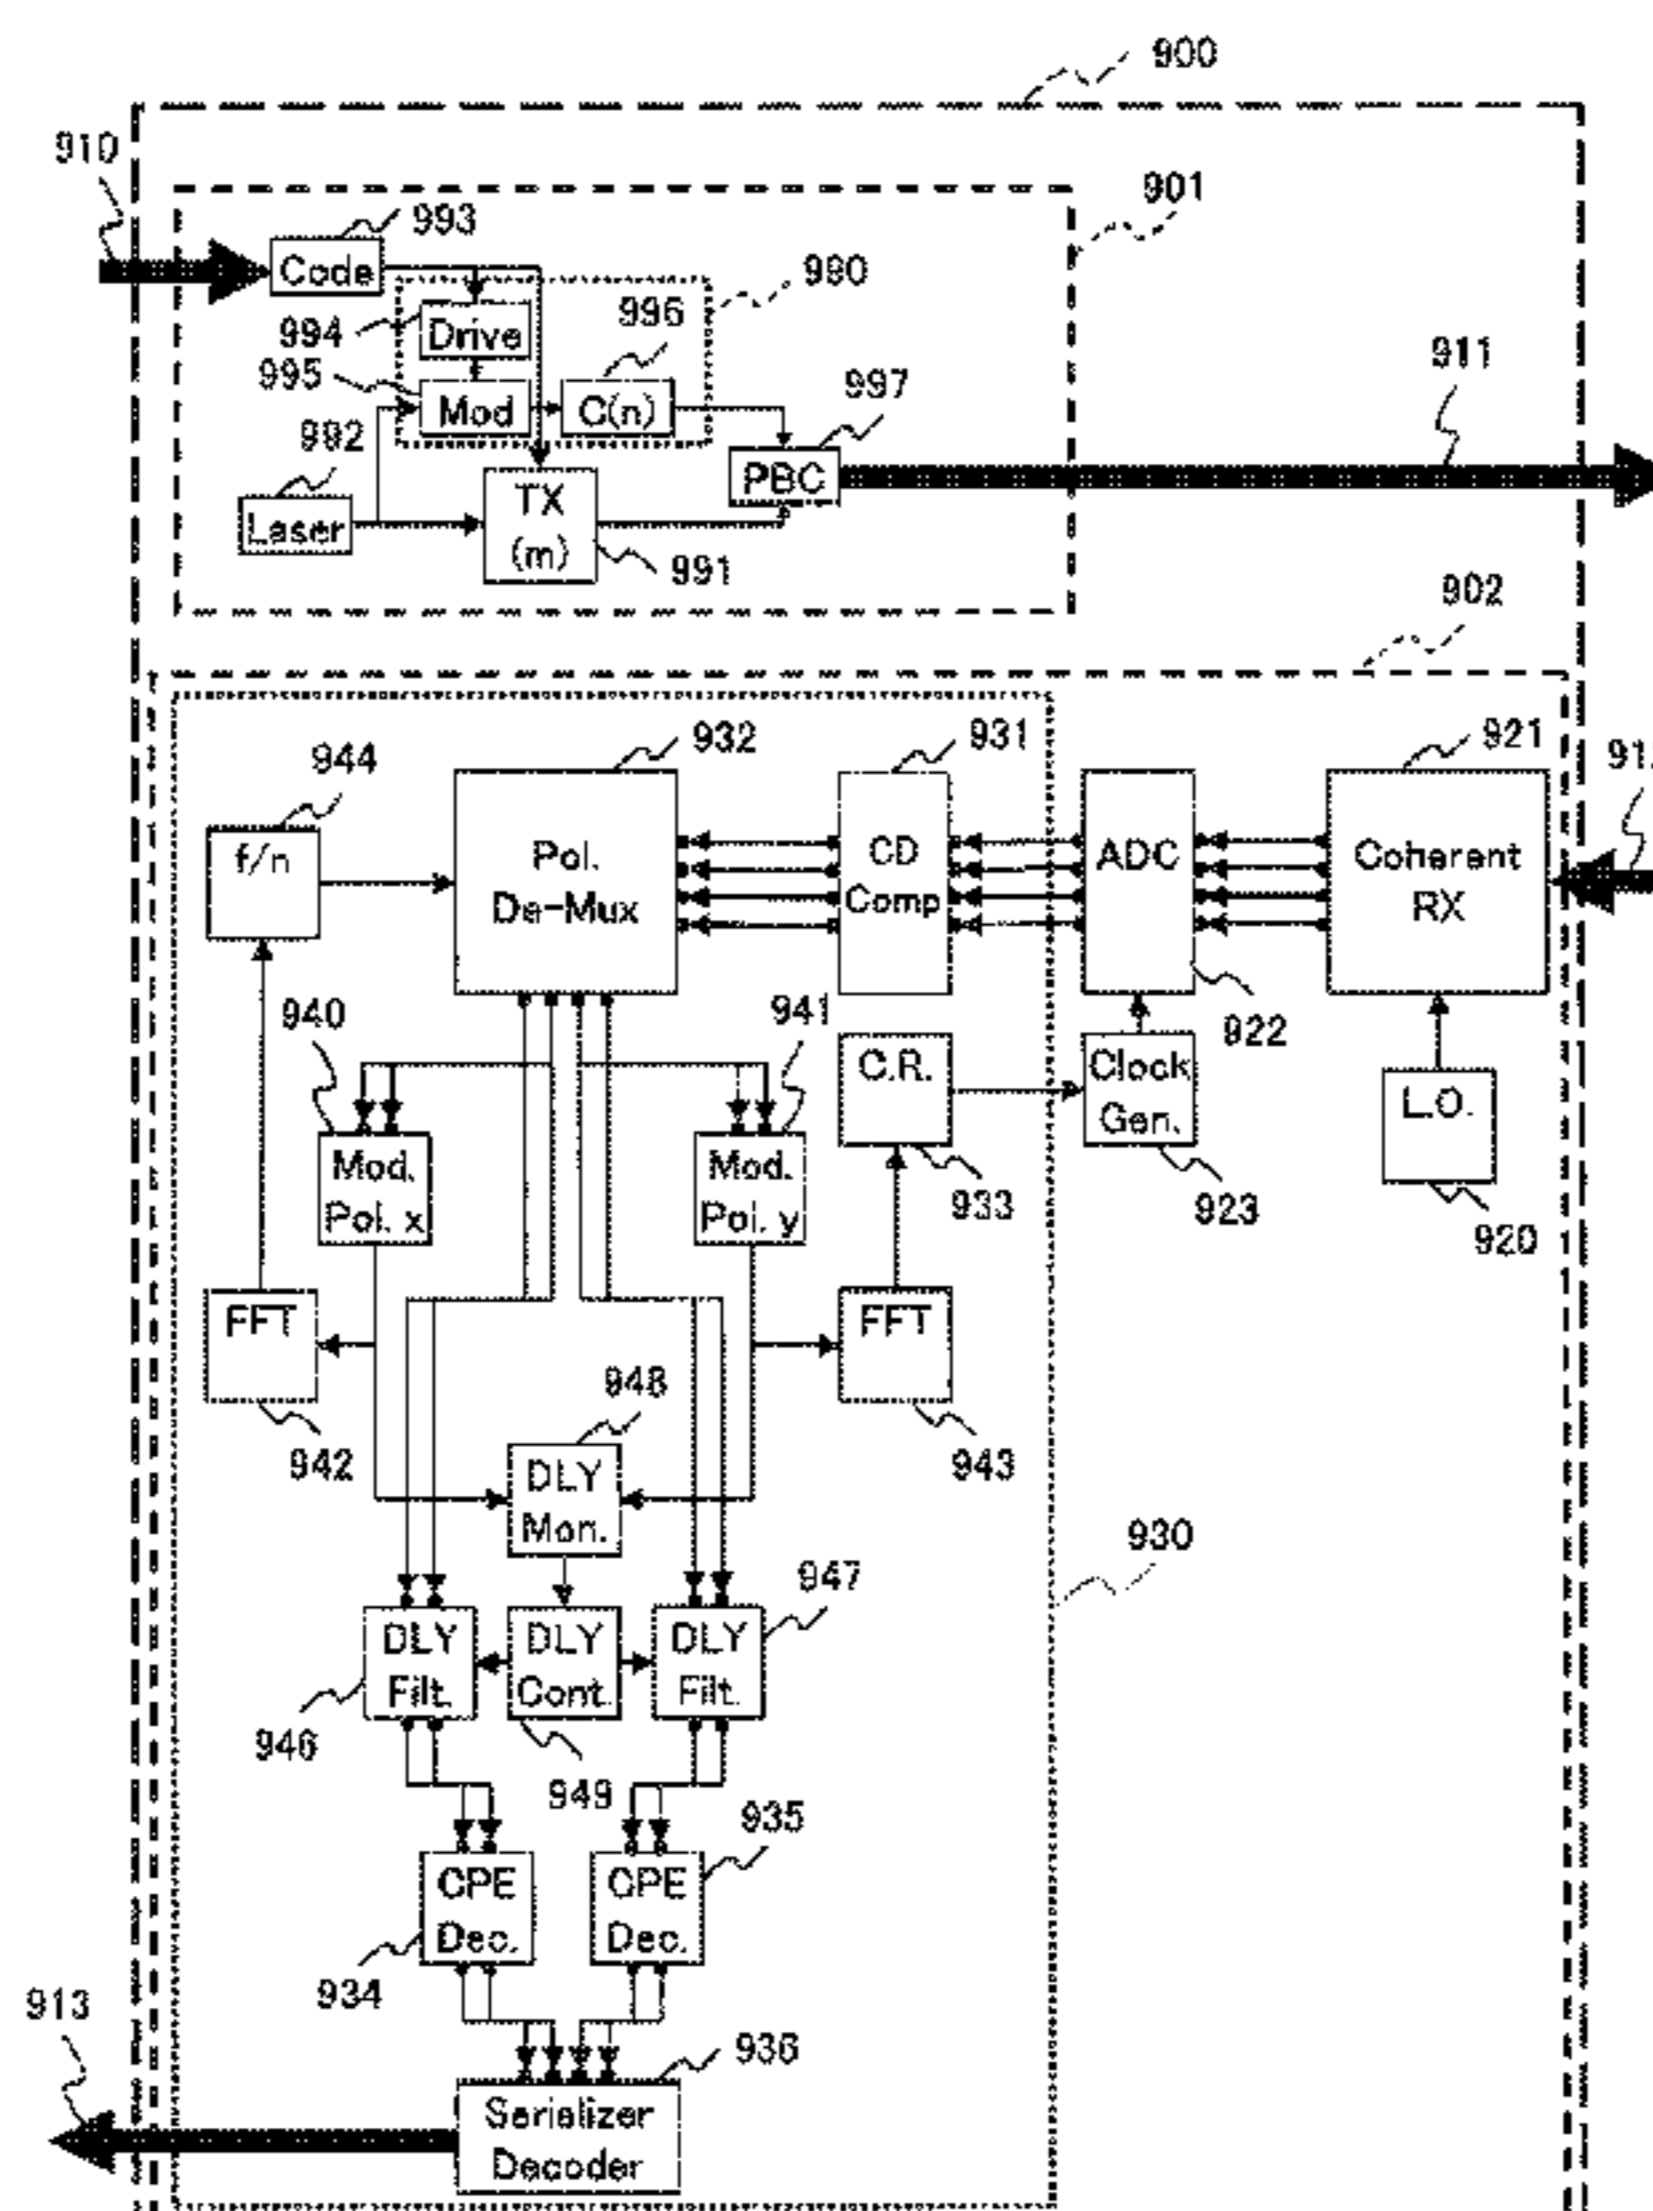 900
910
901
993
Code
990
994
Drive
996
995
Mod
C(n)
997
911
992
PBC
TX
(m)
Laser
991
902
932
931
921
944
f/n
Pol.
De-Mux
CD
Comp
ADC
Coherent
RX
940
941
922
C.R.
Clock
Gen.
L.O.
Mod.
Pol. x
Mod.
Pol. y
933
923
920
FFT
FFT
948
942
943
DLY
Mon.
930
947
DLY
Filt.
DLY
Cont.
DLY
Filt.
946
949
935
CPE
Dec.
CPE
Dec.
934
913
936
Serializer
Decoder